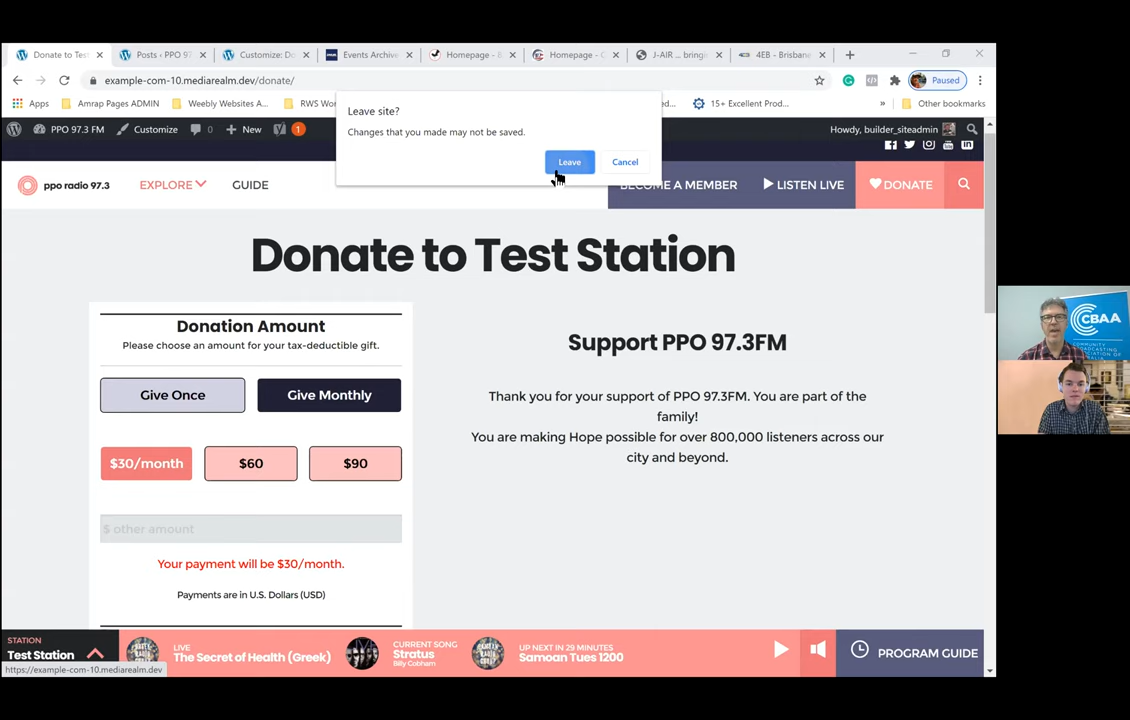 Donate to Test
Posts ‹ PPO 97
Customize: Do
Events Archive
Homepage - B
Homepage - G
J-AIR ... bringi
4EB - Brisbane
example-com-10.mediarealm.dev/donate/
Paused
Apps
Amrap Pages ADMIN
Weebly Websites A...
RWS Wor
ed...
15+ Excellent Prod...
»
Other bookmarks
Leave site?
Changes that you made may not be saved.
Leave
Cancel
PPO 97.3 FM
Customize
0
New
1
Howdy, builder_siteadmin
ppo radio 97.3
EXPLORE
GUIDE
BECOME A MEMBER
LISTEN LIVE
DONATE
Donate to Test Station
Donation Amount
Please choose an amount for your tax-deductible gift.
Give Once
Give Monthly
$30/month
$60
$90
$ other amount
Your payment will be $30/month.
Payments are in U.S. Dollars (USD)
Support PPO 97.3FM
Thank you for your support of PPO 97.3FM. You are part of the
family!
You are making Hope possible for over 800,000 listeners across our
city and beyond.
CBAA
STATION
Test Station
LIVE
The Secret of Health (Greek)
CURRENT SONG
Stratus
Billy Cobham
UP NEXT IN 29 MINUTES
Samoan Tues 1200
PROGRAM GUIDE
https://example-com-10.mediarealm.dev